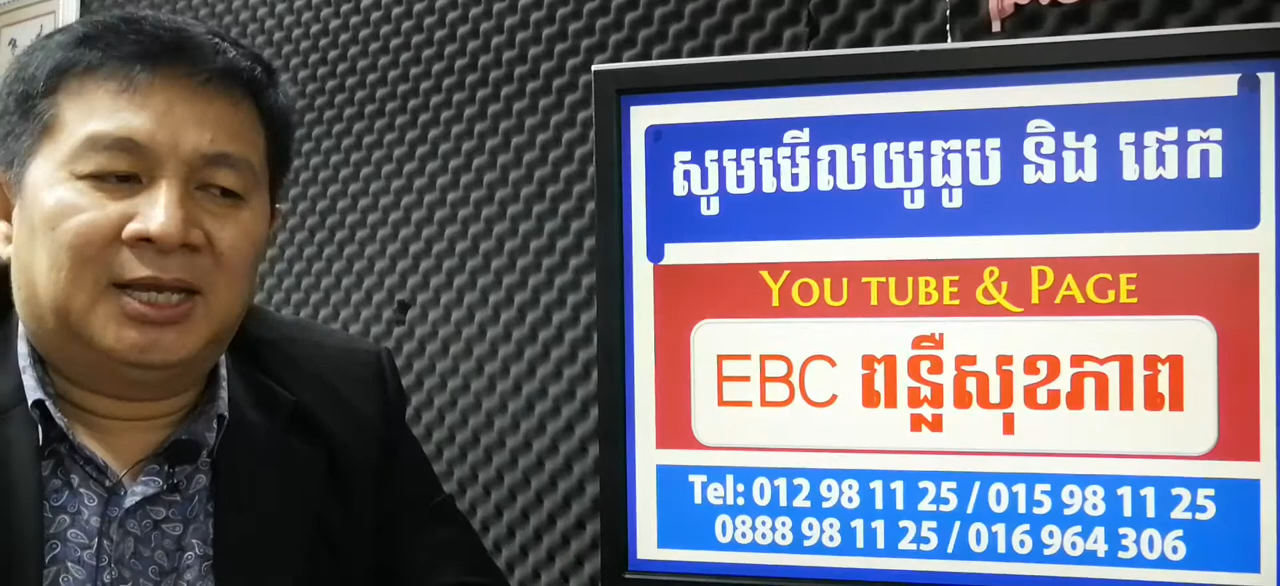 សូមមើលយូធូប និង ផេក
YOU TUBE & PAGE
EBC ពន្លឺសុខភាព
Tel: 012 98 11 25 / 015 98 11 25
0888 98 11 25 / 016 964 306